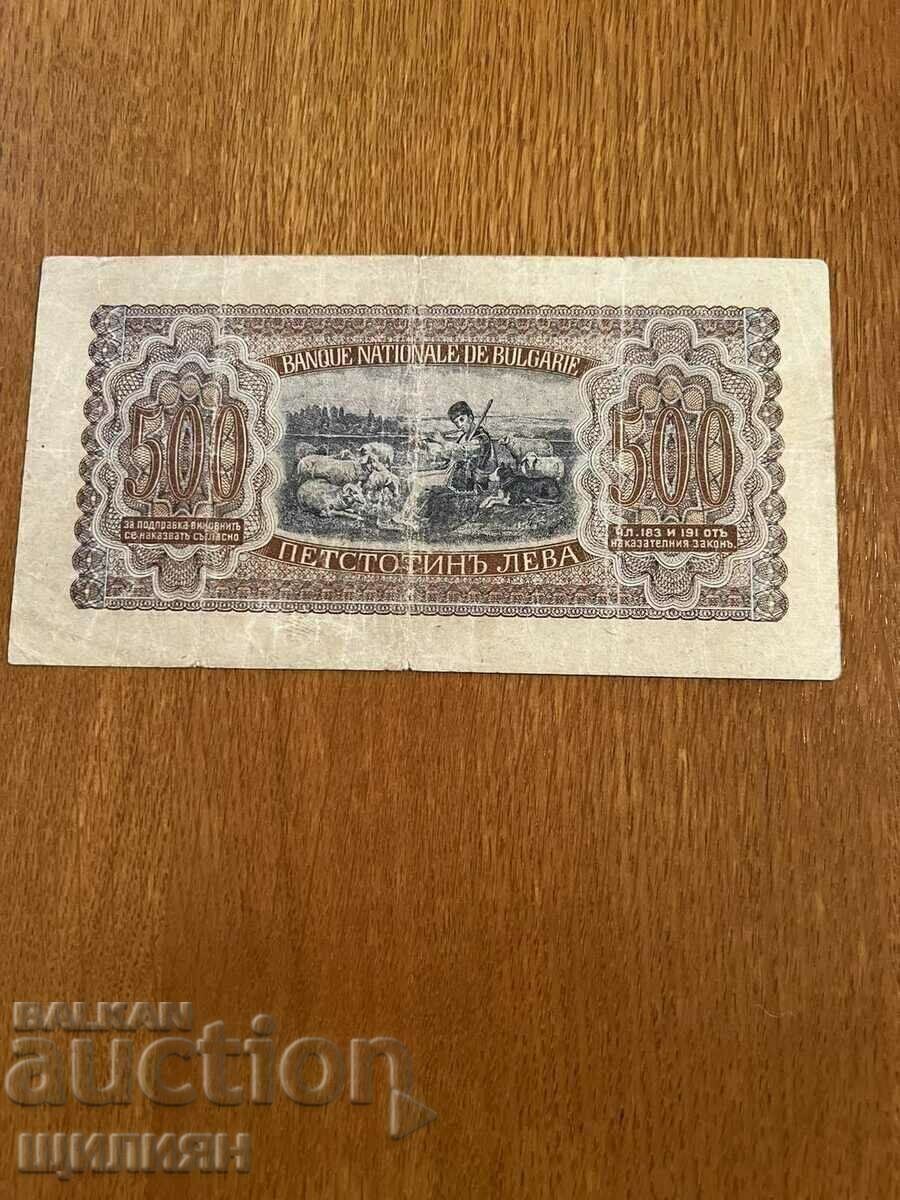 BANQUE NATIONALE DE BULGARIE
500
500
за подправка виновнитѣ
се наказватъ съгласно
чл. 183 и 191 отъ
наказателния законъ.
ПЕТСТОТИНЪ ЛЕВА
BALKAN
auction
ЩИЛИЯН